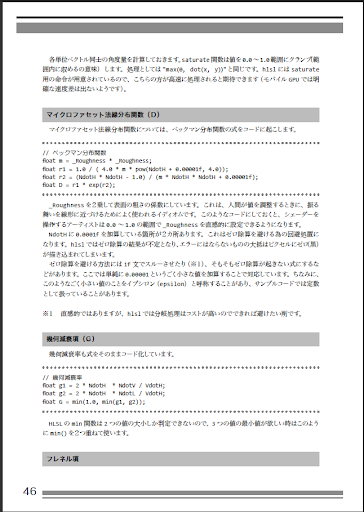 各単位ベクトル同士の角度量を計算しておきます。saturate 関数は値を 0.0 ～ 1.0 範囲にクランプ(範
囲内に収めるの意味)します。処理としては"max(0, dot(x, y))"と同じです。hlsl には saturate
用の命令が用意されているので、こちらの方が高速に処理されると期待できます(モバイル GPU では明
確な速度差は出ないようです)。
マイクロファセット法線分布関数(D)
マイクロファセット法線分布関数については、ベックマン分布関数の式をコードに起こします。
// ベックマン分布関数
float m = _Roughness * _Roughness;
float r1 = 1.0 / ( 4.0 * m * pow(NdotH + 0.00001f, 4.0));
float r2 = (NdotH * NdotH - 1.0) / (m * NdotH * NdotH + 0.00001f);
float D = r1 * exp(r2);
_Roughness を2乗して表面の粗さの係数にしています。これは、人間が値を調整するときに、振る
舞いを線形に近づけるためによく使われるイディオムです。このようなコードにしておくと、シェーダーを
操作するアーティストは 0.0 ～ 1.0 の範囲で_Roughness を直感的に設定できるようになります。
NdotH に 0.0001f を加算している箇所が2カ所あります。これはゼロ除算を避ける為の回避処置に
なります。hlsl ではゼロ除算の結果が不定となり、エラーにはならないものの大抵はピクセルにゼロ(黒)
が描き込まれてしまいます。
ゼロ除算を避ける方法には if 文でスルーさせたり(※1)、そもそもゼロ除算が起きない式にするな
どがあります。ここでは単純に 0.00001 というごく小さな値を加算することで対応しています。ちなみに、
このようなごく小さい値のことをイプシロン(epsilon)と呼称することがあり、サンプルコードでは定数
として扱っていることがあります。
※1　直感的ではありますが、hlsl では分岐処理はコストが高いのでできれば避けたい所です。
幾何減衰項(G)
幾何減衰率も式をそのままコード化しています。
// 幾何減衰率
float g1 = 2 * NdotH * NdotV / VdotH;
float g2 = 2 * NdotH * NdotL / VdotH;
float G = min(1.0, min(g1, g2));
HLSL の min 関数は2つの値の大小しか判定できないので、3つの値の最小値が欲しい時はこのよう
に min()を2つ重ねて使います。
フレネル項
46